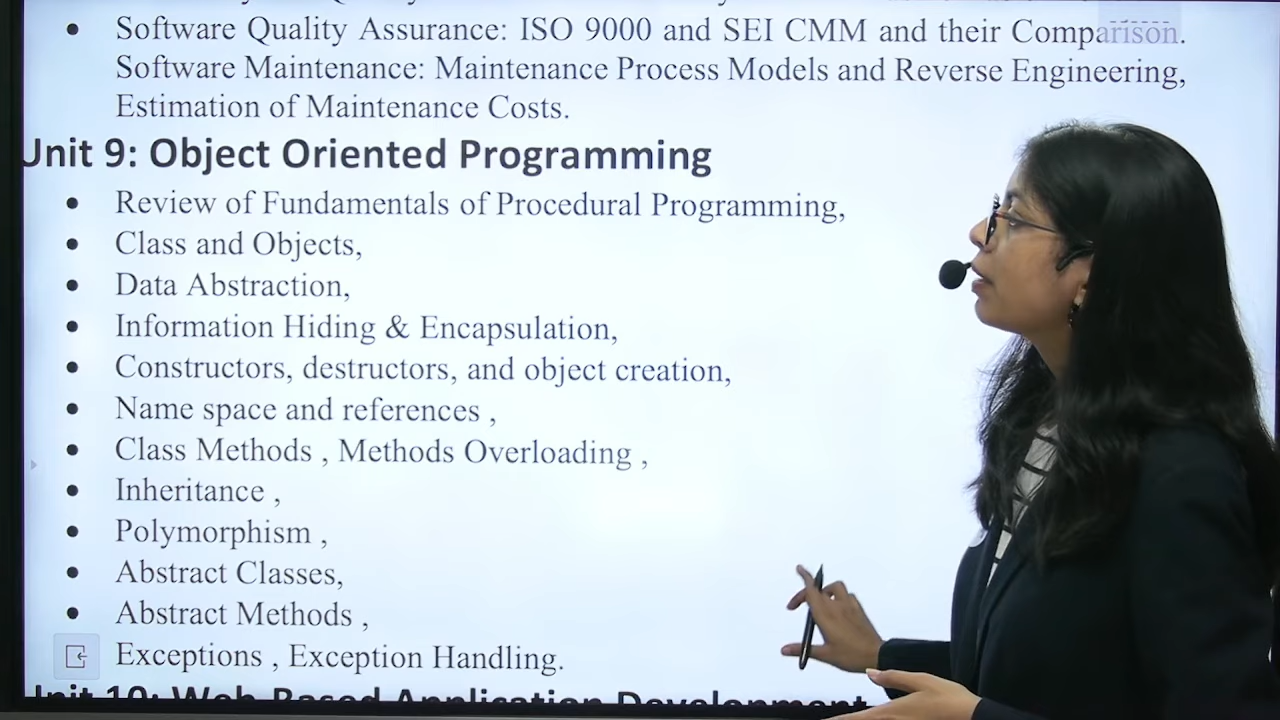 Software Quality Assurance: ISO 9000 and SEI CMM and their Comparison.
Software Maintenance: Maintenance Process Models and Reverse Engineering,
Estimation of Maintenance Costs.
Unit 9: Object Oriented Programming
Review of Fundamentals of Procedural Programming,
Class and Objects,
Data Abstraction,
Information Hiding & Encapsulation,
Constructors, destructors, and object creation,
Name space and references ,
Class Methods , Methods Overloading ,
Inheritance ,
Polymorphism ,
Abstract Classes,
Abstract Methods ,
Exceptions , Exception Handling.
Unit 10: Web Based Application Development